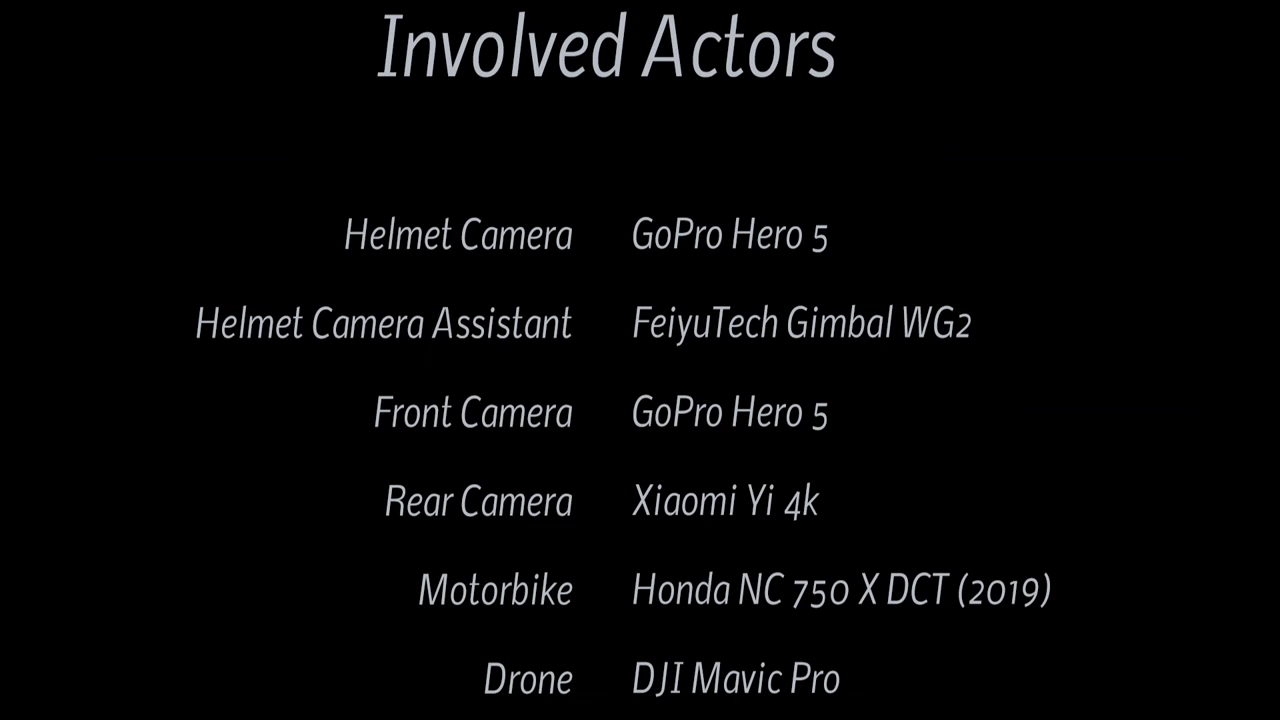 Involved Actors
Helmet Camera GoPro Hero 5
Helmet Camera Assistant FeiyuTech Gimbal WG2
Front Camera GoPro Hero 5
Rear Camera Xiaomi Yi 4k
Motorbike Honda NC 750 X DCT (2019)
Drone DJI Mavic Pro